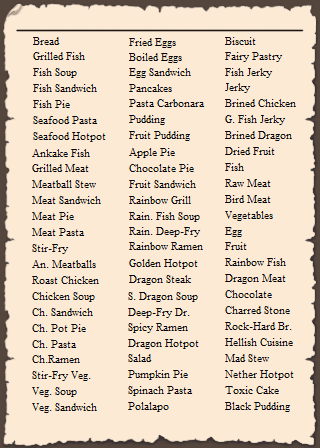 Bread
Grilled Fish
Fish Soup
Fish Sandwich
Fish Pie
Seafood Pasta
Seafood Hotpot
Ankake Fish
Grilled Meat
Meatball Stew
Meat Sandwich
Meat Pie
Meat Pasta
Stir-Fry
An. Meatballs
Roast Chicken
Chicken Soup
Ch. Sandwich
Ch. Pot Pie
Ch. Pasta
Ch.Ramen
Stir-Fry Veg.
Veg. Soup
Veg. Sandwich
Fried Eggs
Boiled Eggs
Egg Sandwich
Pancakes
Pasta Carbonara
Pudding
Fruit Pudding
Apple Pie
Chocolate Pie
Fruit Sandwich
Rainbow Grill
Rain. Fish Soup
Rain. Deep-Fry
Rainbow Ramen
Golden Hotpot
Dragon Steak
S. Dragon Soup
Deep-Fry Dr.
Spicy Ramen
Dragon Hotpot
Salad
Pumpkin Pie
Spinach Pasta
Polalapo
Biscuit
Fairy Pastry
Fish Jerky
Jerky
Brined Chicken
G. Fish Jerky
Brined Dragon
Dried Fruit
Fish
Raw Meat
Bird Meat
Vegetables
Egg
Fruit
Rainbow Fish
Dragon Meat
Chocolate
Charred Stone
Rock-Hard Br.
Hellish Cuisine
Mad Stew
Nether Hotpot
Toxic Cake
Black Pudding